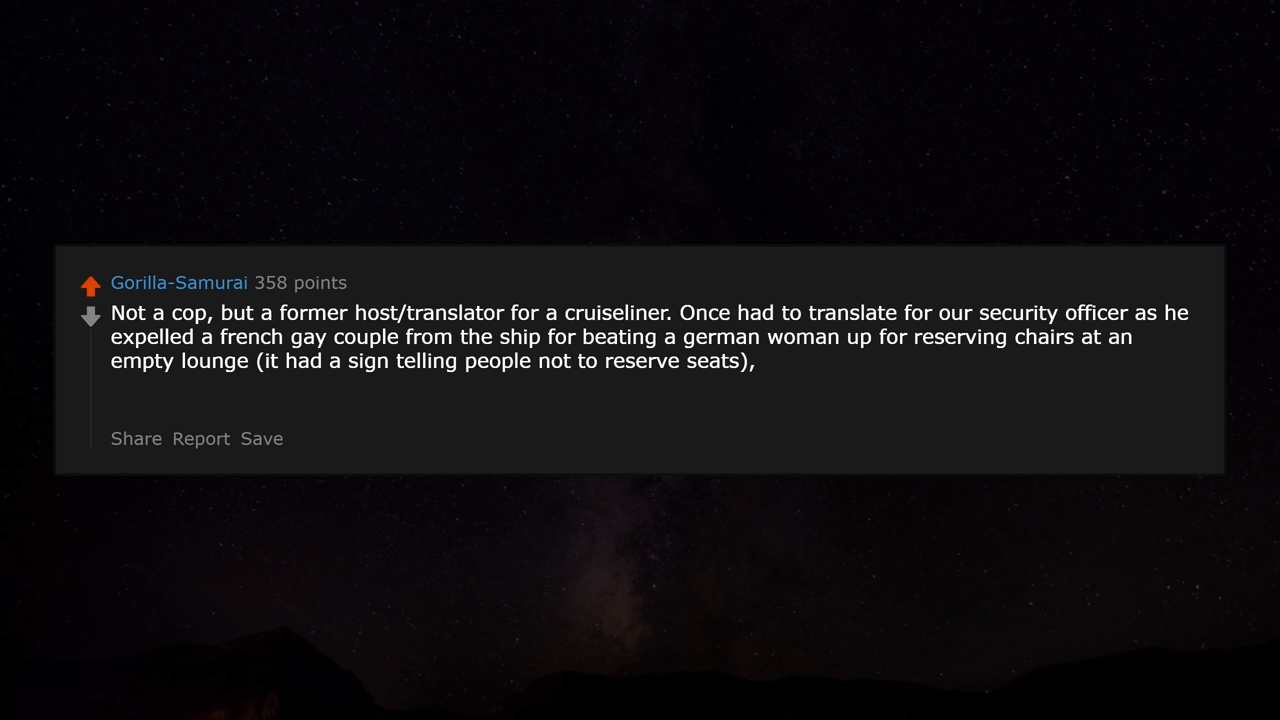 Gorilla-Samurai 358 points
Not a cop, but a former host/translator for a cruiseliner. Once had to translate for our security officer as he
expelled a french gay couple from the ship for beating a german woman up for reserving chairs at an
empty lounge (it had a sign telling people not to reserve seats),
Share Report Save